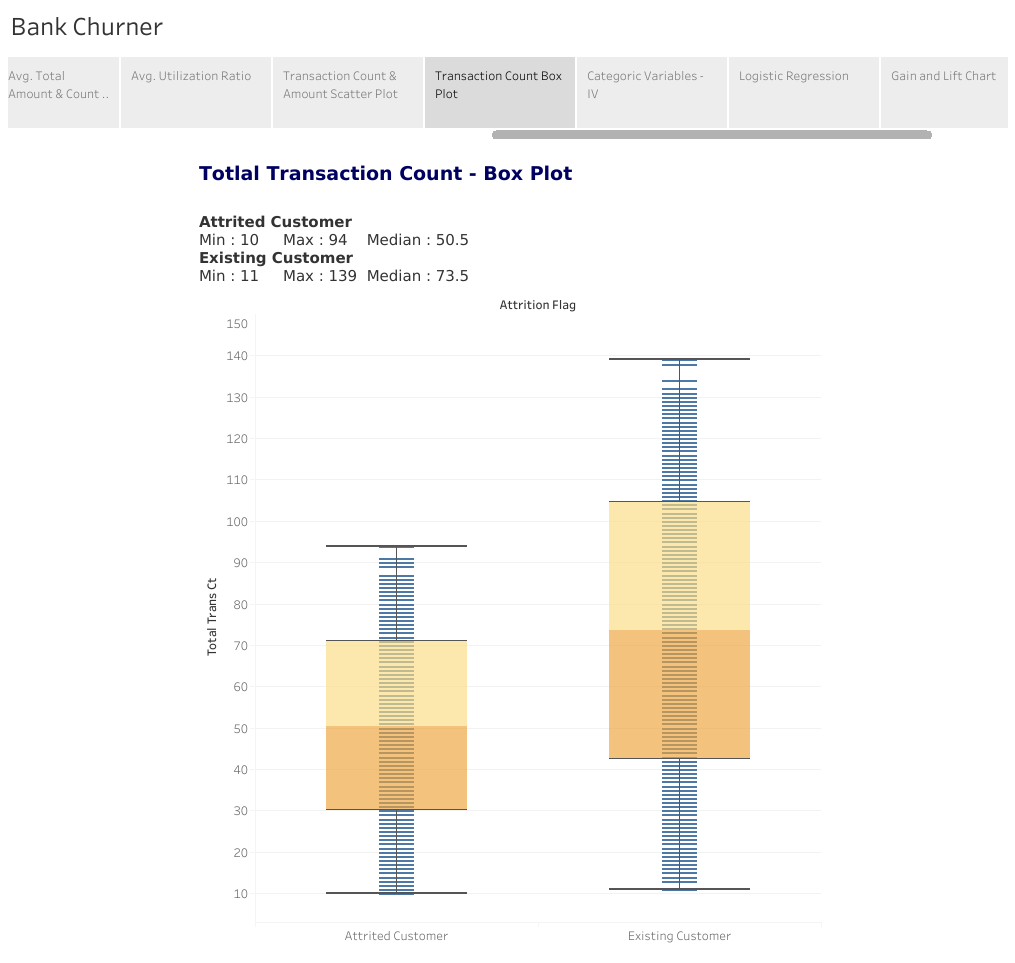 Bank Churner
Avg. Total
Amount & Count ..
Avg. Utilization Ratio
Transaction Count &
Amount Scatter Plot
Transaction Count Box
Plot
Categoric Variables -
IV
Logistic Regression
Gain and Lift Chart
Totlal Transaction Count - Box Plot
Attrited Customer
Min : 10 Max : 94 Median : 50.5
Existing Customer
Min : 11 Max : 139 Median : 73.5
Attrition Flag
150
140
130
120
110
100
90
80
70
60
50
40
30
20
10
Total Trans Ct
Attrited Customer
Existing Customer